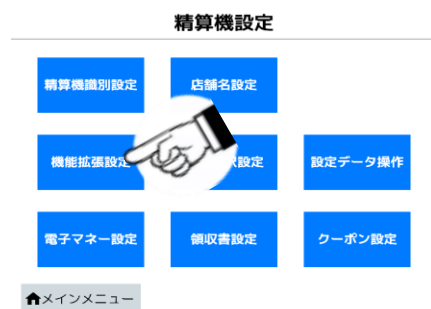 精算機設定
精算機識別設定
店舗名設定
機能拡張設定
設定
設定データ操作
電子マネー設定
領収書設定
クーポン設定
メインメニュー